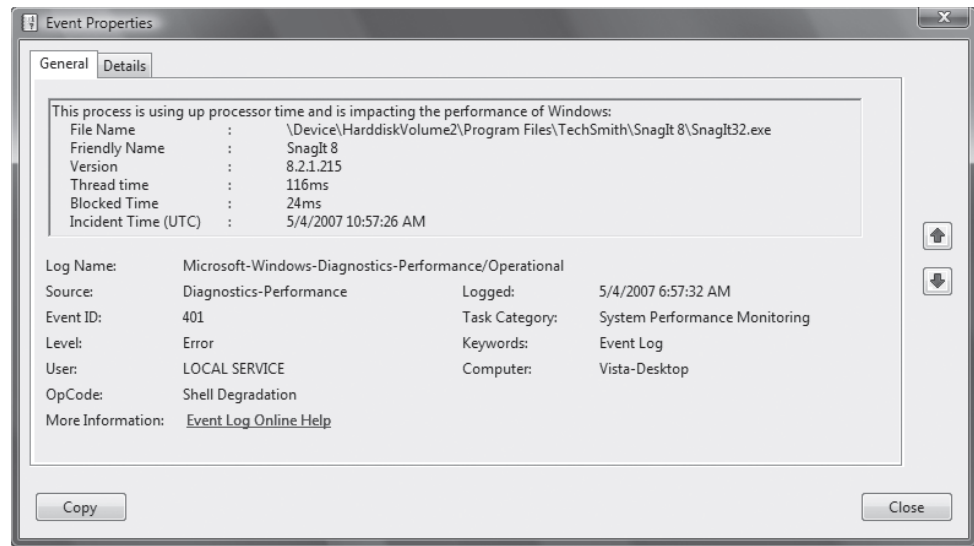 Event Properties
General Details
This process is using up processor time and is impacting the performance of Windows:
File Name : \Device\HarddiskVolume2\Program Files\TechSmith\SnagIt 8\SnagIt32.exe
Friendly Name : SnagIt 8
Version : 8.2.1.215
Thread time : 116ms
Blocked Time : 24ms
Incident Time (UTC) : 5/4/2007 10:57:26 AM
Log Name: Microsoft-Windows-Diagnostics-Performance/Operational
Source: Diagnostics-Performance Logged: 5/4/2007 6:57:32 AM
Event ID: 401 Task Category: System Performance Monitoring
Level: Error Keywords: Event Log
User: LOCAL SERVICE Computer: Vista-Desktop
OpCode: Shell Degradation
More Information: Event Log Online Help
Copy Close